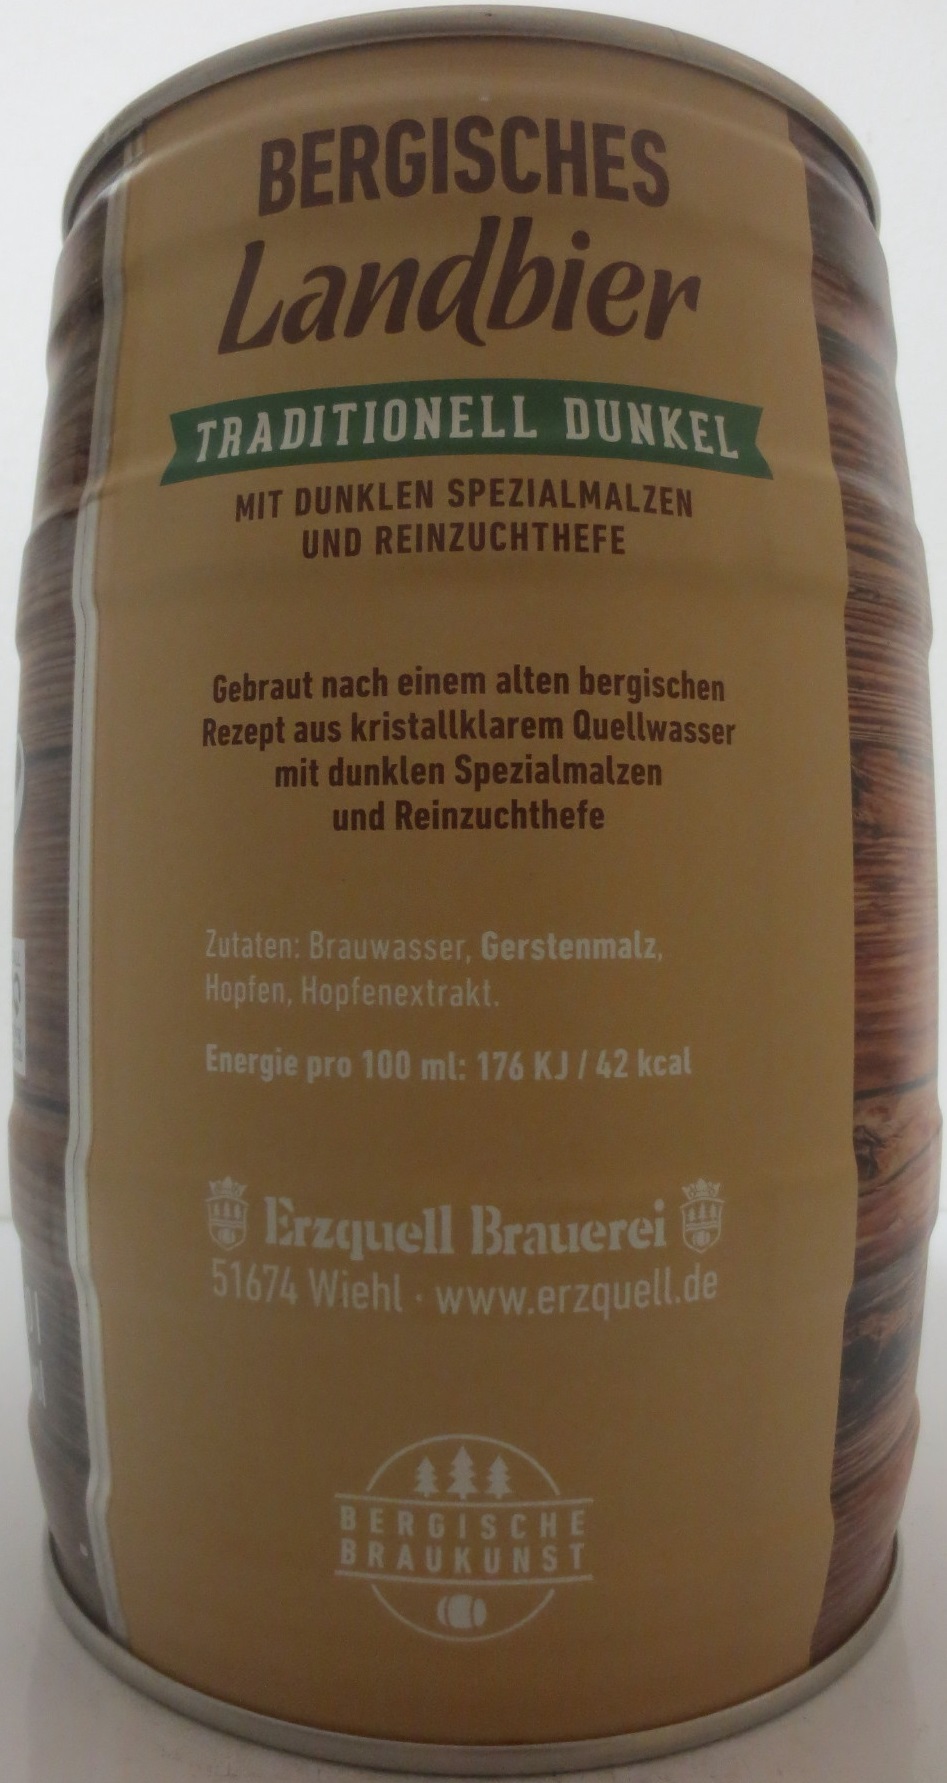 BERGISCHES
Landbier
TRADITIONELL DUNKEL
MIT DUNKLEN SPEZIALMALZEN
UND REINZUCHTHEFE
Gebraut nach einem alten bergischen
Rezept aus kristallklarem Quellwasser
mit dunklen Spezialmalzen
und Reinzuchthefe
Zutaten: Brauwasser, Gerstenmalz,
Hopfen, Hopfenextrakt.
Energie pro 100 ml: 176 KJ / 42 kcal
Erzquell Brauerei
51674 Wiehl · www.erzquell.de
BERGISCHE
BRAUKUNST